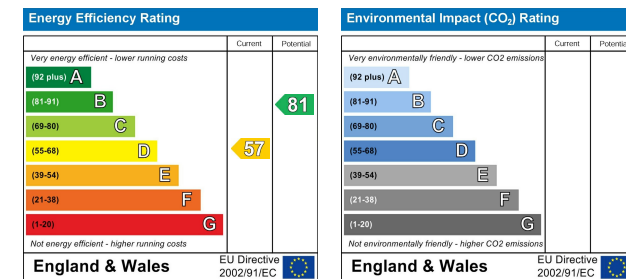 Energy Efficiency Rating
Current Potential
Very energy efficient - lower running costs
(92 plus) A
(81-91) B
81
(69-80) C
(55-68) D
57
(39-54) E
(21-38) F
(1-20) G
Not energy efficient - higher running costs
England & Wales
EU Directive
2002/91/EC
Environmental Impact (CO₂) Rating
Current Potential
Very environmentally friendly - lower CO2 emissions
(92 plus) A
(81-91) B
(69-80) C
(55-68) D
(39-54) E
(21-38) F
(1-20) G
Not environmentally friendly - higher CO2 emissions
England & Wales
EU Directive
2002/91/EC